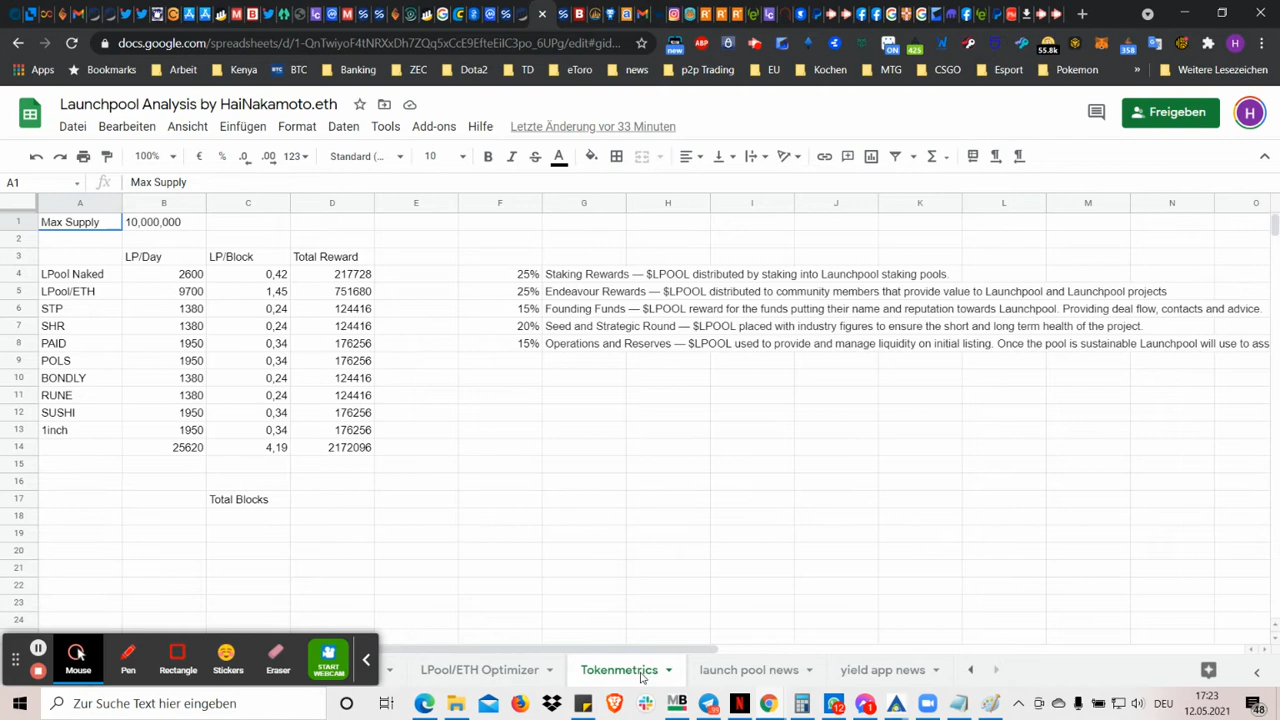 docs.google.com/spreadsheets/d/1-QnTwiyoF4tNRXxDh7ZQq5xCcE9EfteEiIC3po_6UPg/edit#gid...
new ABP ON 425 55.8k 358 H
Apps Bookmarks Arbeit Kenya BTC Banking ZEC Dota2 TD eToro news p2p Trading EU Kochen MTG CSGO Esport Pokemon » Weitere Lesezeichen
Launchpool Analysis by HaiNakamoto.eth
Freigeben H
Datei Bearbeiten Ansicht Einfügen Format Daten Tools Add-ons Hilfe Letzte Änderung vor 33 Minuten
100% € % .0 .00 123 Standard (... 10 B I S A
A1 fx Max Supply
A B C D E F G H I J K L M N O
1 Max Supply 10,000,000
2
3 LP/Day LP/Block Total Reward
4 LPool Naked 2600 0,42 217728 25% Staking Rewards — $LPOOL distributed by staking into Launchpool staking pools.
5 LPool/ETH 9700 1,45 751680 25% Endeavour Rewards — $LPOOL distributed to community members that provide value to Launchpool and Launchpool projects
6 STP 1380 0,24 124416 15% Founding Funds — $LPOOL reward for the funds putting their name and reputation towards Launchpool. Providing deal flow, contacts and advice.
7 SHR 1380 0,24 124416 20% Seed and Strategic Round — $LPOOL placed with industry figures to ensure the short and long term health of the project.
8 PAID 1950 0,34 176256 15% Operations and Reserves — $LPOOL used to provide and manage liquidity on initial listing. Once the pool is sustainable Launchpool will use to ass
9 POLS 1950 0,34 176256
10 BONDLY 1380 0,24 124416
11 RUNE 1380 0,24 124416
12 SUSHI 1950 0,34 176256
13 1inch 1950 0,34 176256
14 25620 4,19 2172096
15
16
17 Total Blocks
18
19
20
21
22
23
24
Mouse Pen Rectangle Stickers Eraser START WEBCAM
LPool/ETH Optimizer Tokenmetrics launch pool news yield app news
Zur Suche Text hier eingeben
DEU 17:23
12.05.2021 48